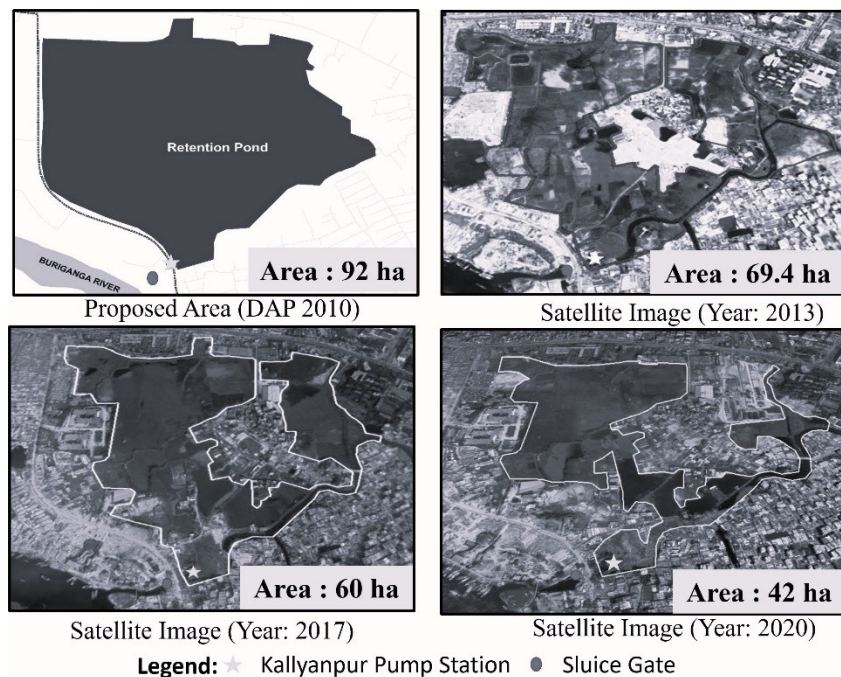 Retention Pond
BURIGANGA RIVER
Area : 92 ha
Proposed Area (DAP 2010)
Area : 69.4 ha
Satellite Image (Year: 2013)
Area : 60 ha
Satellite Image (Year: 2017)
Area : 42 ha
Satellite Image (Year: 2020)
Legend: Kallyanpur Pump Station Sluice Gate